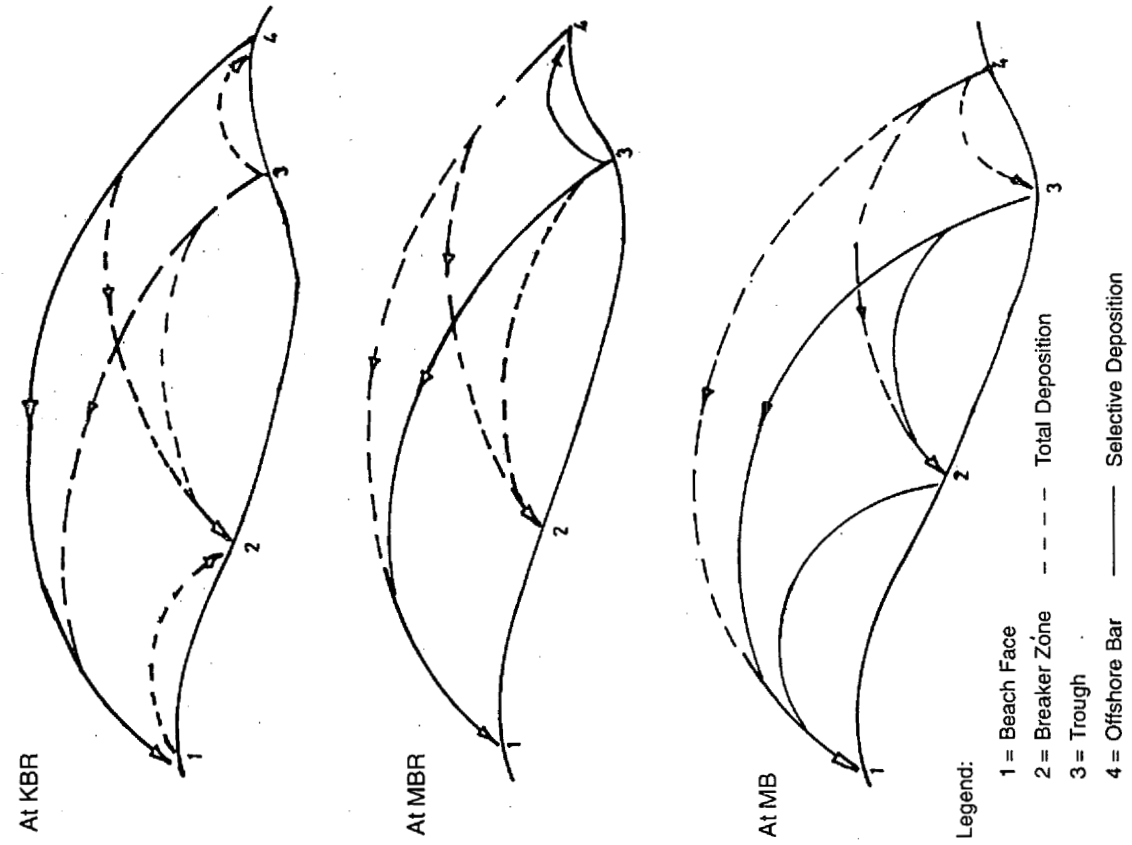 At KBR
4
3
2
1
At MBR
4
3
2
1
At MB
4
3
2
1
Legend:
1 = Beach Face
2 = Breaker Zone - - - - Total Deposition
3 = Trough
4 = Offshore Bar ——— Selective Deposition